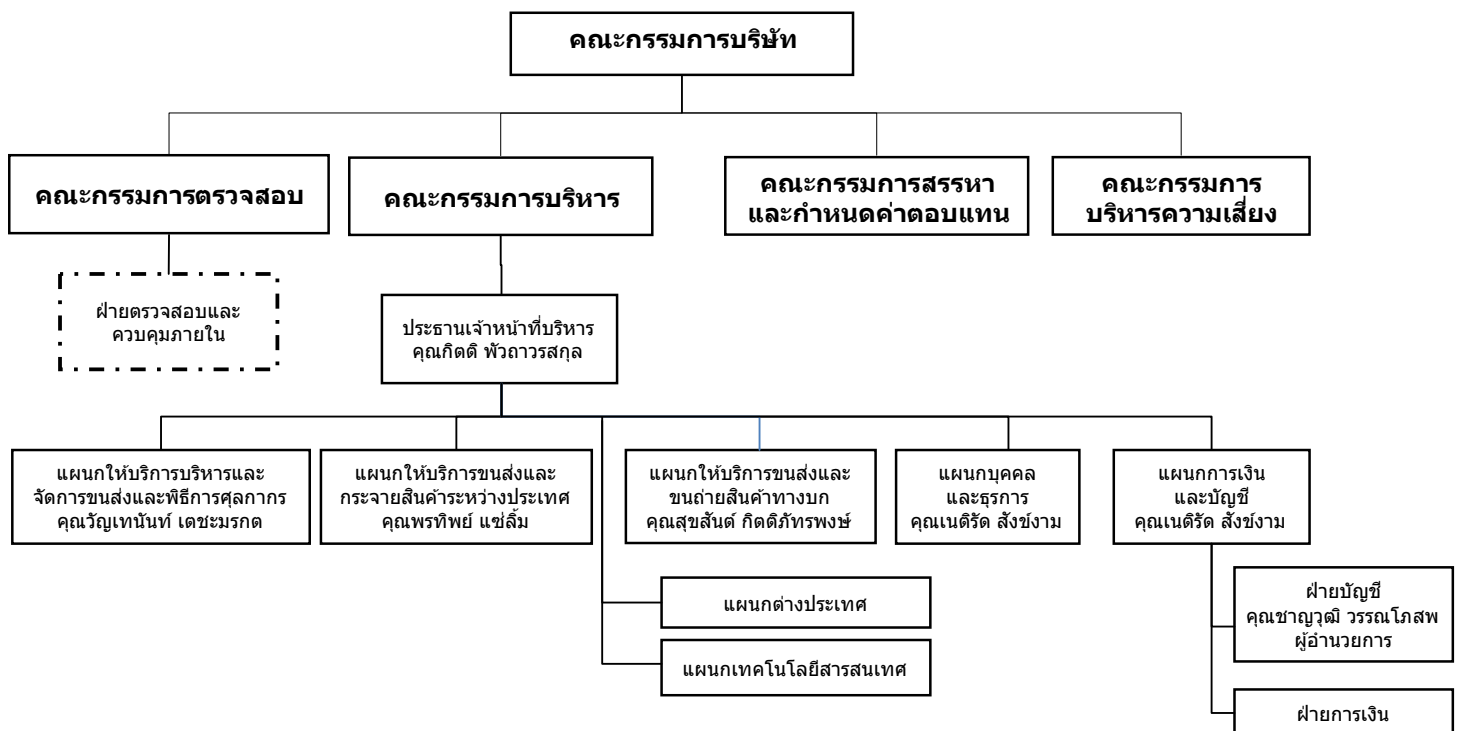 คณะกรรมการบริษัท
คณะกรรมการตรวจสอบ
คณะกรรมการบริหาร
คณะกรรมการสรรหา
และกำหนดค่าตอบแทน
คณะกรรมการ
บริหารความเสี่ยง
ฝ่ายตรวจสอบและ
ควบคุมภายใน
ประธานเจ้าหน้าที่บริหาร
คุณกิตติ พัวถาวรสกุล
แผนกให้บริการบริหารและ
จัดการขนส่งและพิธีการศุลกากร
คุณวัญเทนันท์ เตชะมรกต
แผนกให้บริการขนส่งและ
กระจายสินค้าระหว่างประเทศ
คุณพรทิพย์ แซ่ลิ้ม
แผนกให้บริการขนส่งและ
ขนถ่ายสินค้าทางบก
คุณสุขสันต์ กิตติภัทรพงษ์
แผนกบุคคล
และธุรการ
คุณเนติรัด สังข์งาม
แผนกการเงิน
และบัญชี
คุณเนติรัด สังข์งาม
แผนกต่างประเทศ
แผนกเทคโนโลยีสารสนเทศ
ฝ่ายบัญชี
คุณชาญวุฒิ วรรณโภสพ
ผู้อำนวยการ
ฝ่ายการเงิน